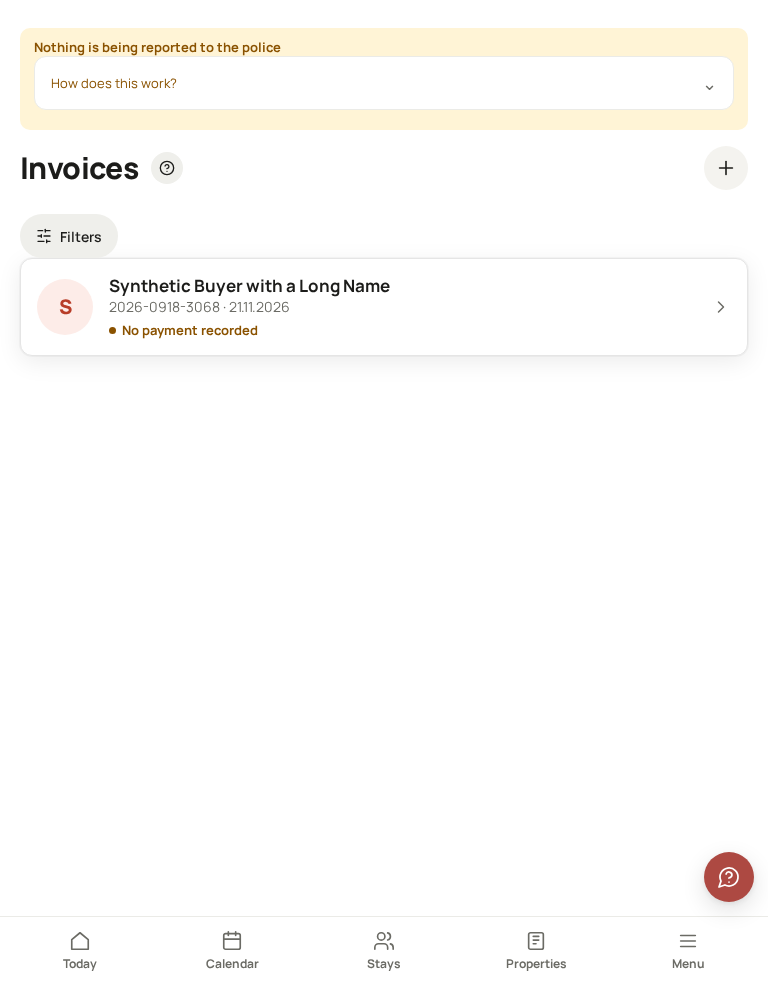 Nothing is being reported to the police
How does this work?
Invoices
Filters
S
Synthetic Buyer with a Long Name
2026-0918-3068 · 21.11.2026
No payment recorded
Today
Calendar
Stays
Properties
Menu